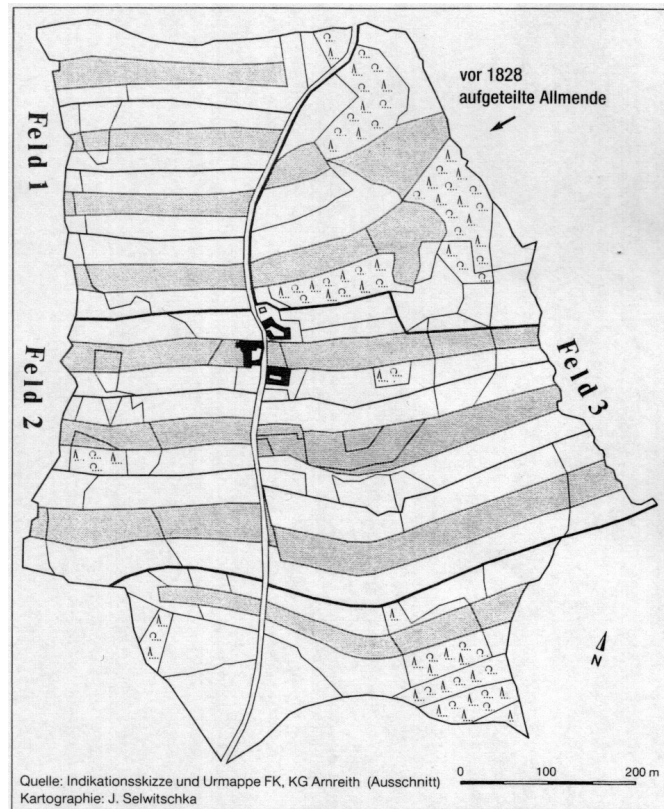 vor 1828
aufgeteilte Allmende
Feld 1
Feld 2
Feld 3
N
Quelle: Indikationsskizze und Urmappe FK, KG Arnreith (Ausschnitt)
Kartographie: J. Selwitschka
0 100 200 m